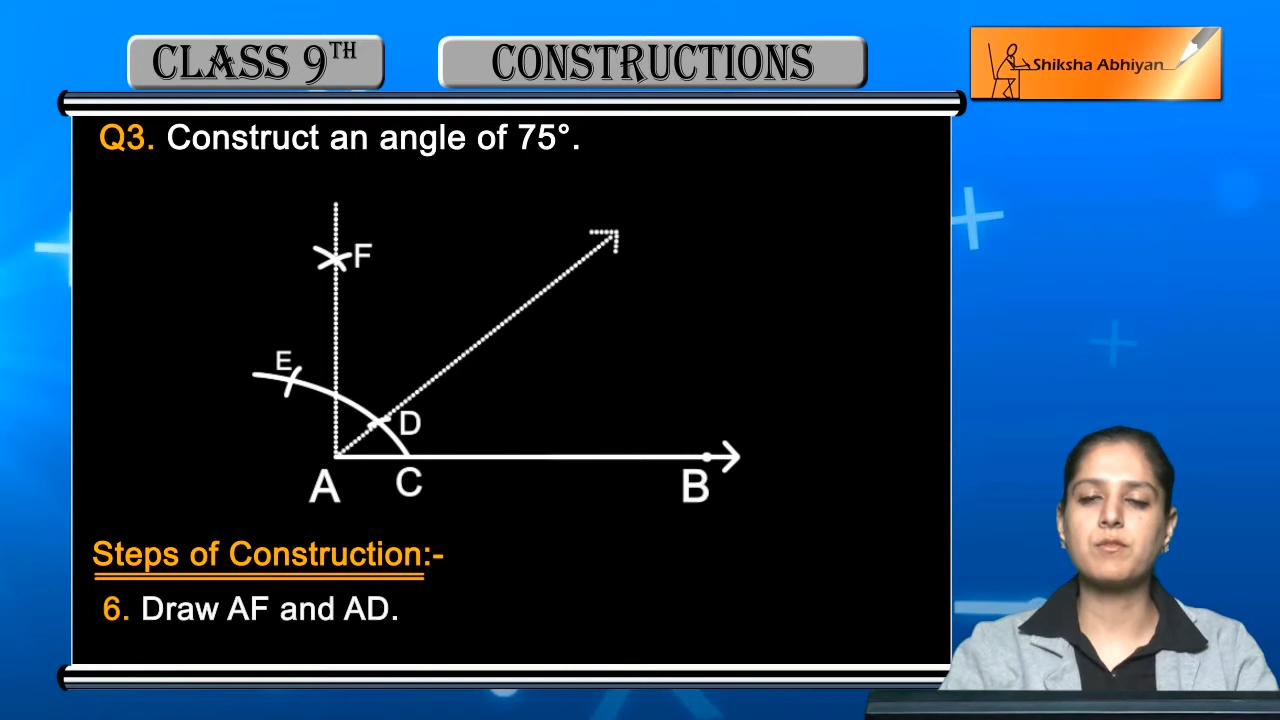 CLASS 9TH
CONSTRUCTIONS
Shiksha Abhiyan
Q3. Construct an angle of 75°.
F
E
D
A
C
B
Steps of Construction:-
6. Draw AF and AD.